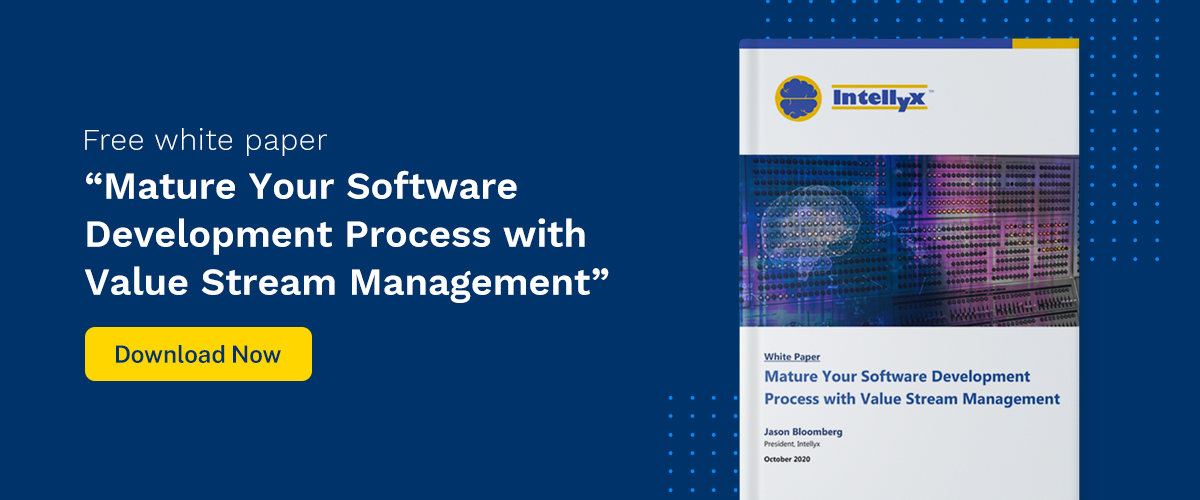 Free white paper
“Mature Your Software
Development Process with
Value Stream Management”
Download Now
Intellyx™
White Paper
Mature Your Software Development
Process with Value Stream Management
Jason Bloomberg
President, Intellyx
October 2020